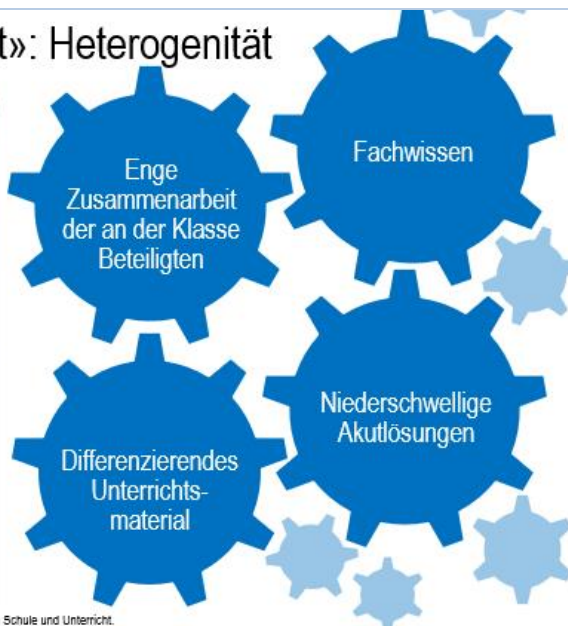 t»: Heterogenität
Enge
Zusammenarbeit
der an der Klasse
Beteiligten
Fachwissen
Differenzierendes
Unterrichts-
material
Niederschwellige
Akutlösungen
Schule und Unterricht.